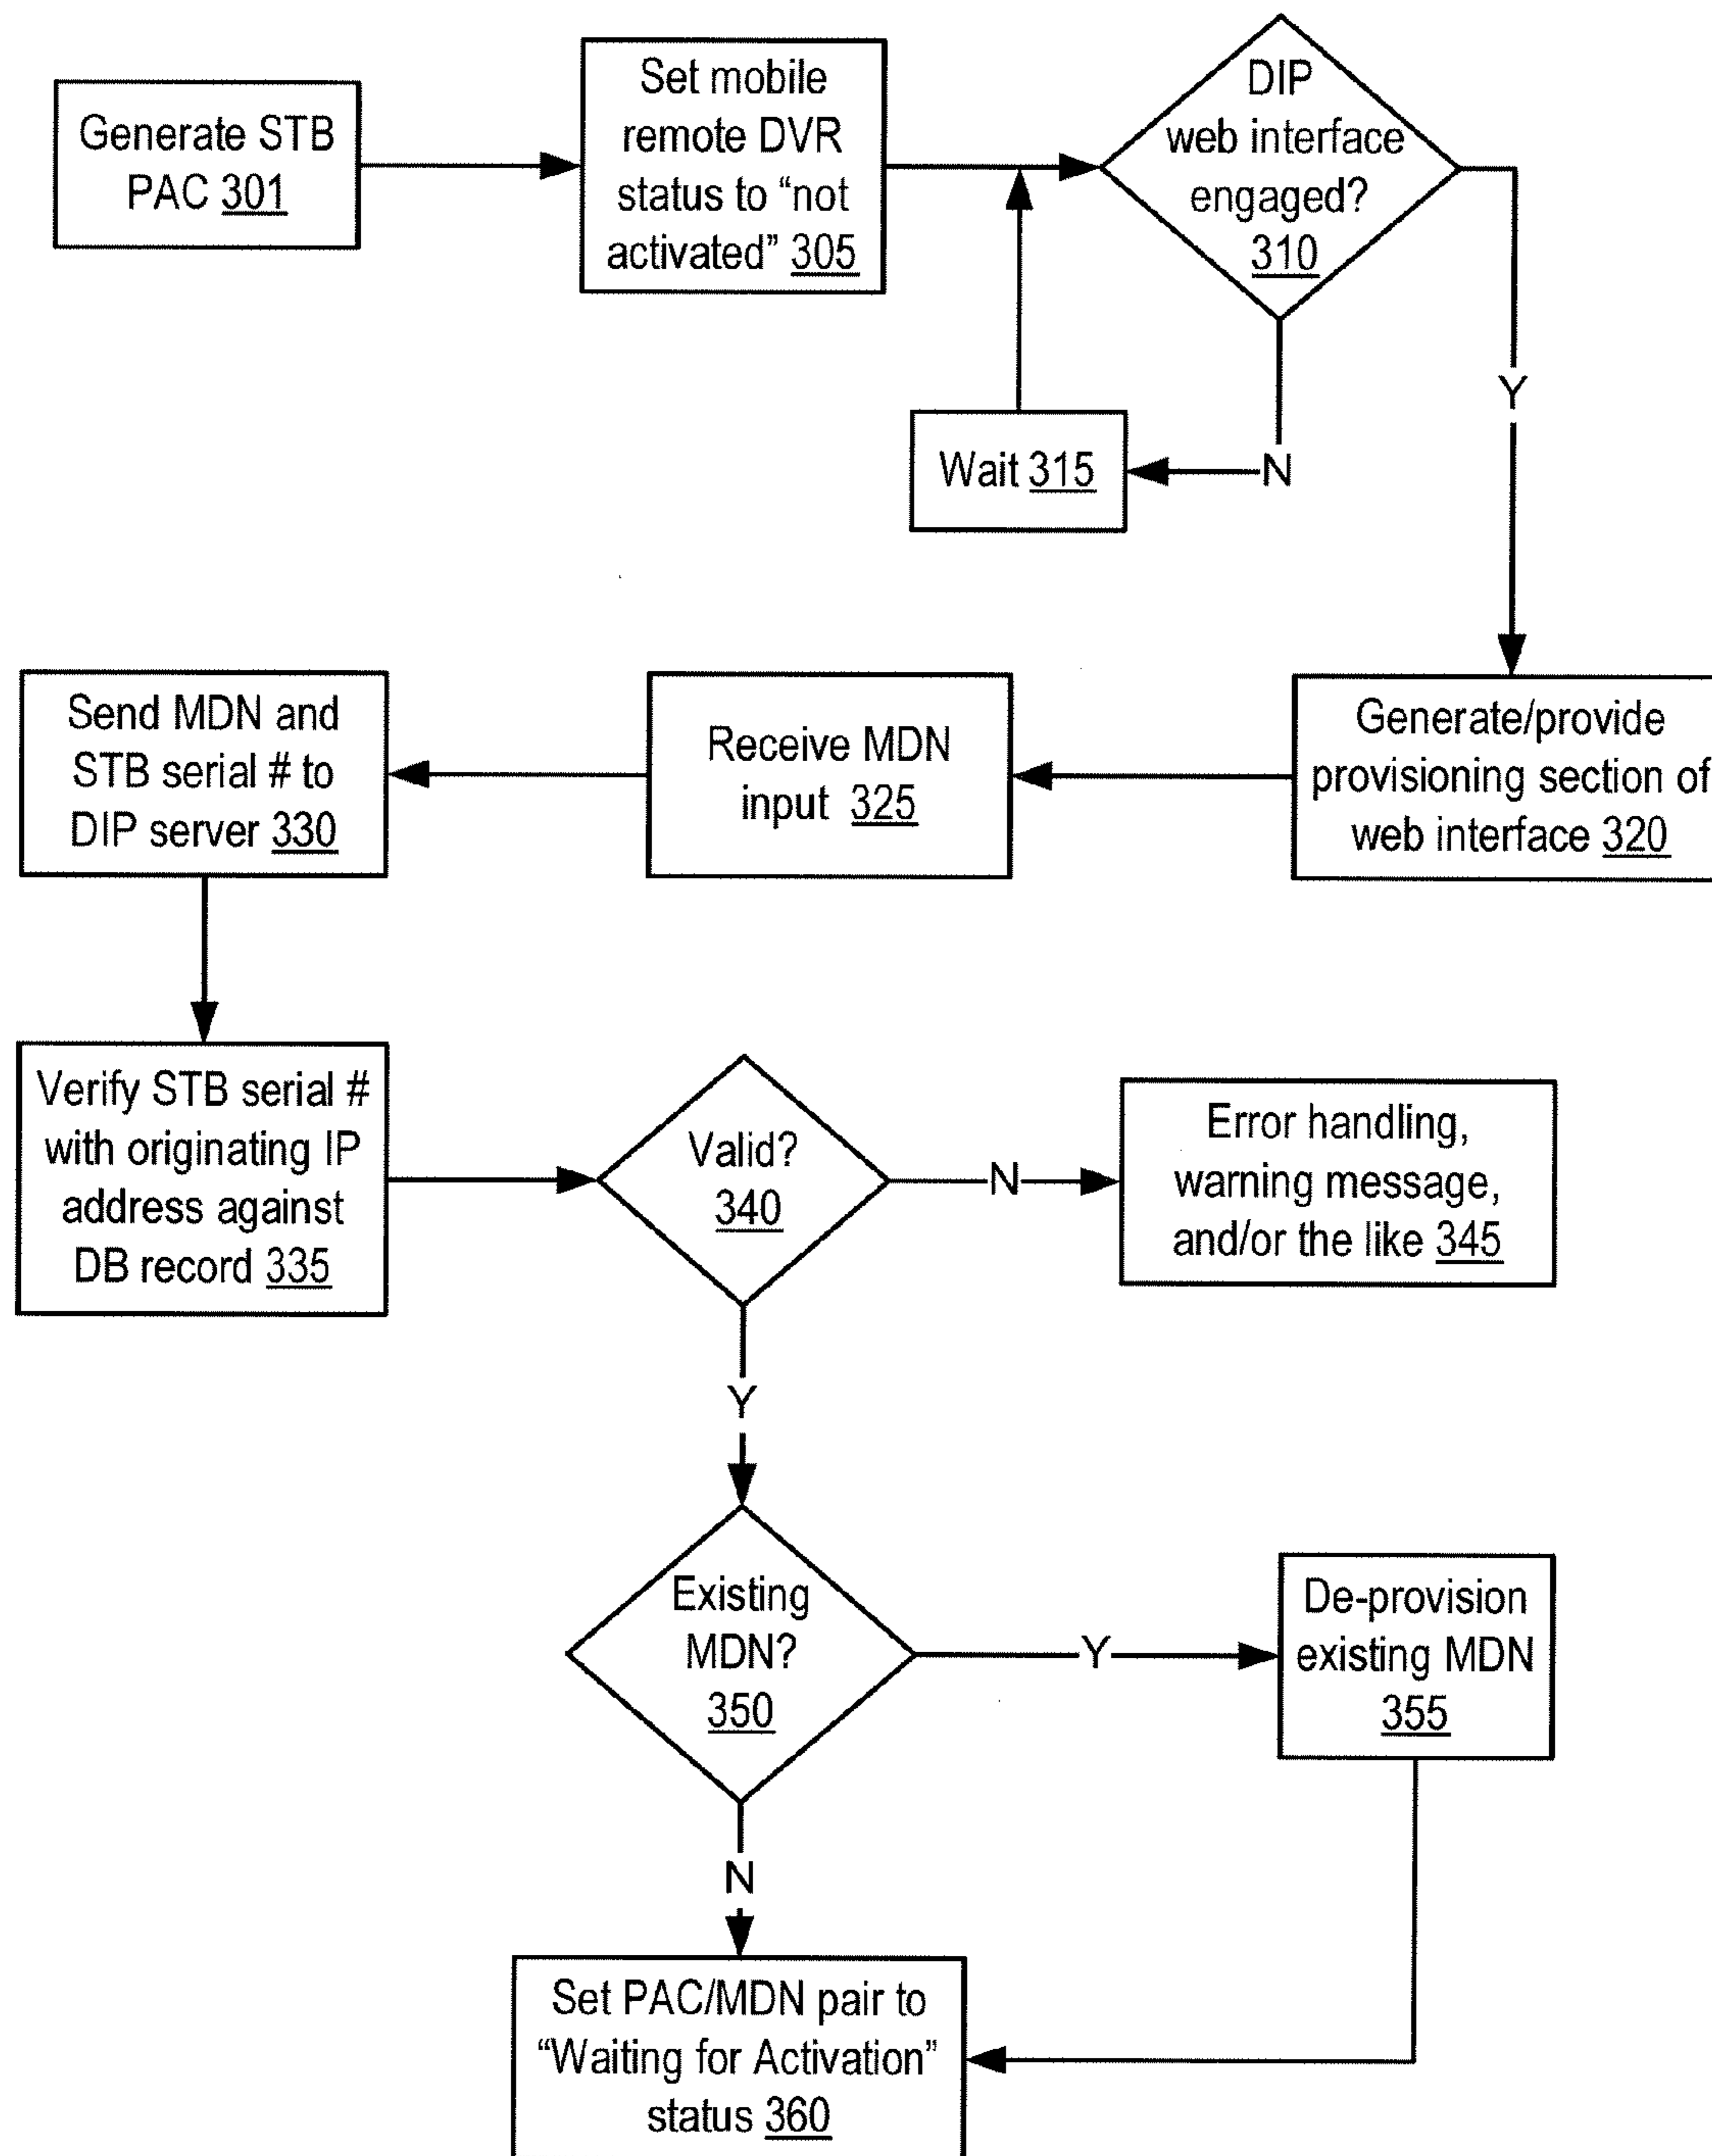 Generate STB
PAC 301
Set mobile
remote DVR
status to “not
activated” 305
DIP
web interface
engaged?
310
Y
Wait 315
N
Generate/provide
provisioning section of
web interface 320
Receive MDN
input 325
Send MDN and
STB serial # to
DIP server 330
Verify STB serial #
with originating IP
address against
DB record 335
Valid?
340
N
Error handling,
warning message,
and/or the like 345
Y
Existing
MDN?
350
Y
De-provision
existing MDN
355
N
Set PAC/MDN pair to
“Waiting for Activation”
status 360